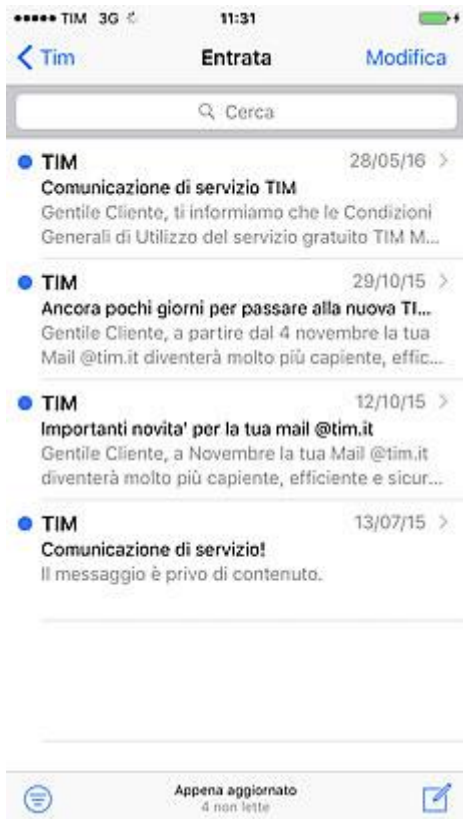 TIM 3G 11:31
Tim Entrata Modifica
Cerca
TIM 28/05/16
Comunicazione di servizio TIM
Gentile Cliente, ti informiamo che le Condizioni
Generali di Utilizzo del servizio gratuito TIM M...
TIM 29/10/15
Ancora pochi giorni per passare alla nuova TI...
Gentile Cliente, a partire dal 4 novembre la tua
Mail @tim.it diventerà molto più capiente, effic...
TIM 12/10/15
Importanti novita' per la tua mail @tim.it
Gentile Cliente, a Novembre la tua Mail @tim.it
diventerà molto più capiente, efficiente e sicur...
TIM 13/07/15
Comunicazione di servizio!
Il messaggio è privo di contenuto.
Appena aggiornato
4 non lette